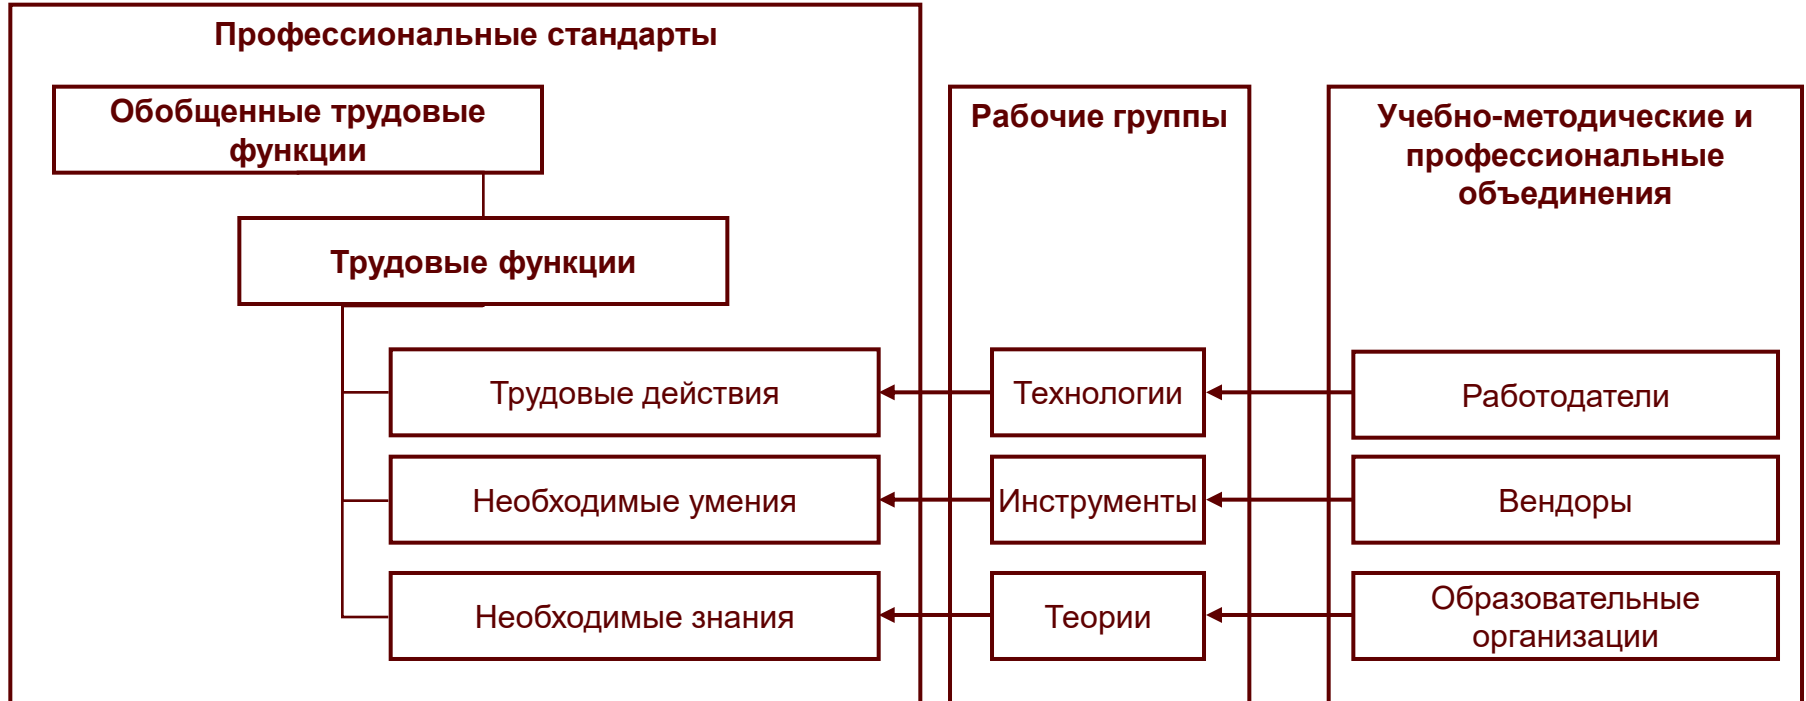 Профессиональные стандарты
Обобщенные трудовые
функции
Трудовые функции
Трудовые действия
Необходимые умения
Необходимые знания
Рабочие группы
Технологии
Инструменты
Теории
Учебно-методические и
профессиональные
объединения
Работодатели
Вендоры
Образовательные
организации